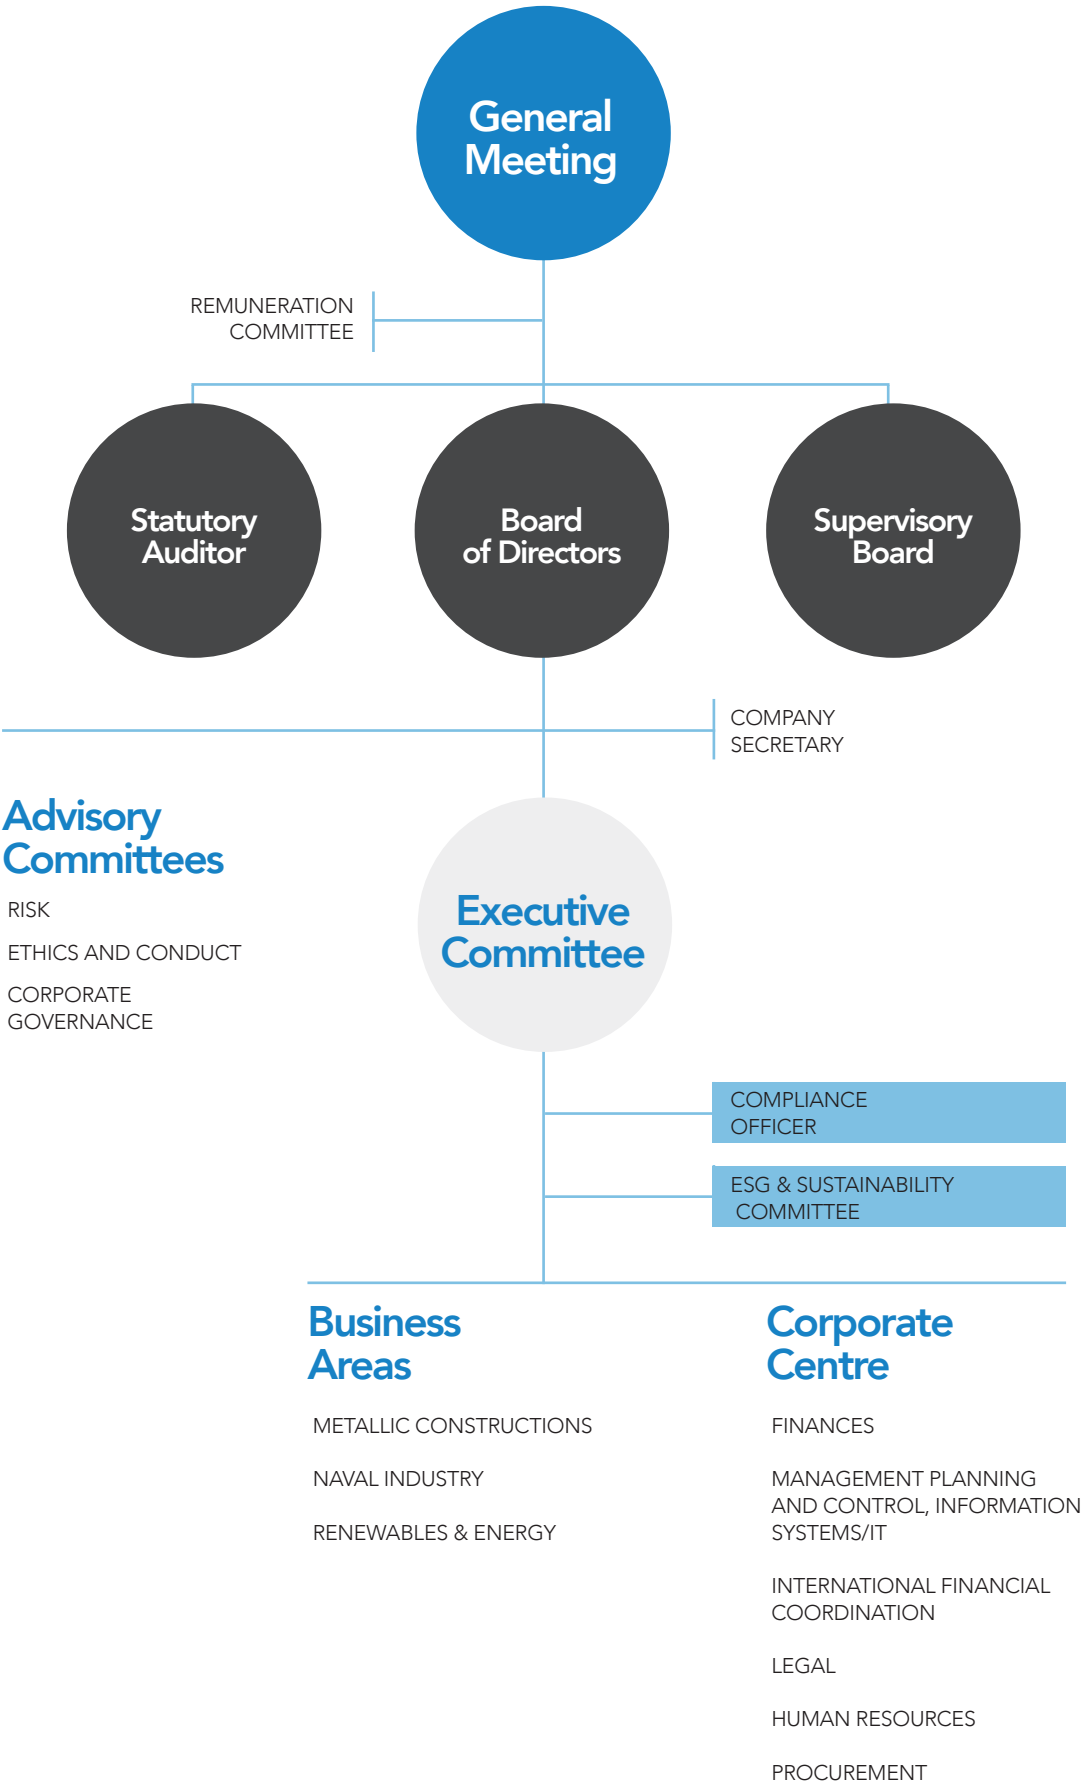 General
Meeting
REMUNERATION
COMMITTEE
Statutory
Auditor
Board
of Directors
Supervisory
Board
COMPANY
SECRETARY
Advisory
Committees
RISK
ETHICS AND CONDUCT
CORPORATE
GOVERNANCE
Executive
Committee
COMPLIANCE
OFFICER
ESG & SUSTAINABILITY
COMMITTEE
Business
Areas
METALLIC CONSTRUCTIONS
NAVAL INDUSTRY
RENEWABLES & ENERGY
Corporate
Centre
FINANCES
MANAGEMENT PLANNING
AND CONTROL, INFORMATION
SYSTEMS/IT
INTERNATIONAL FINANCIAL
COORDINATION
LEGAL
HUMAN RESOURCES
PROCUREMENT